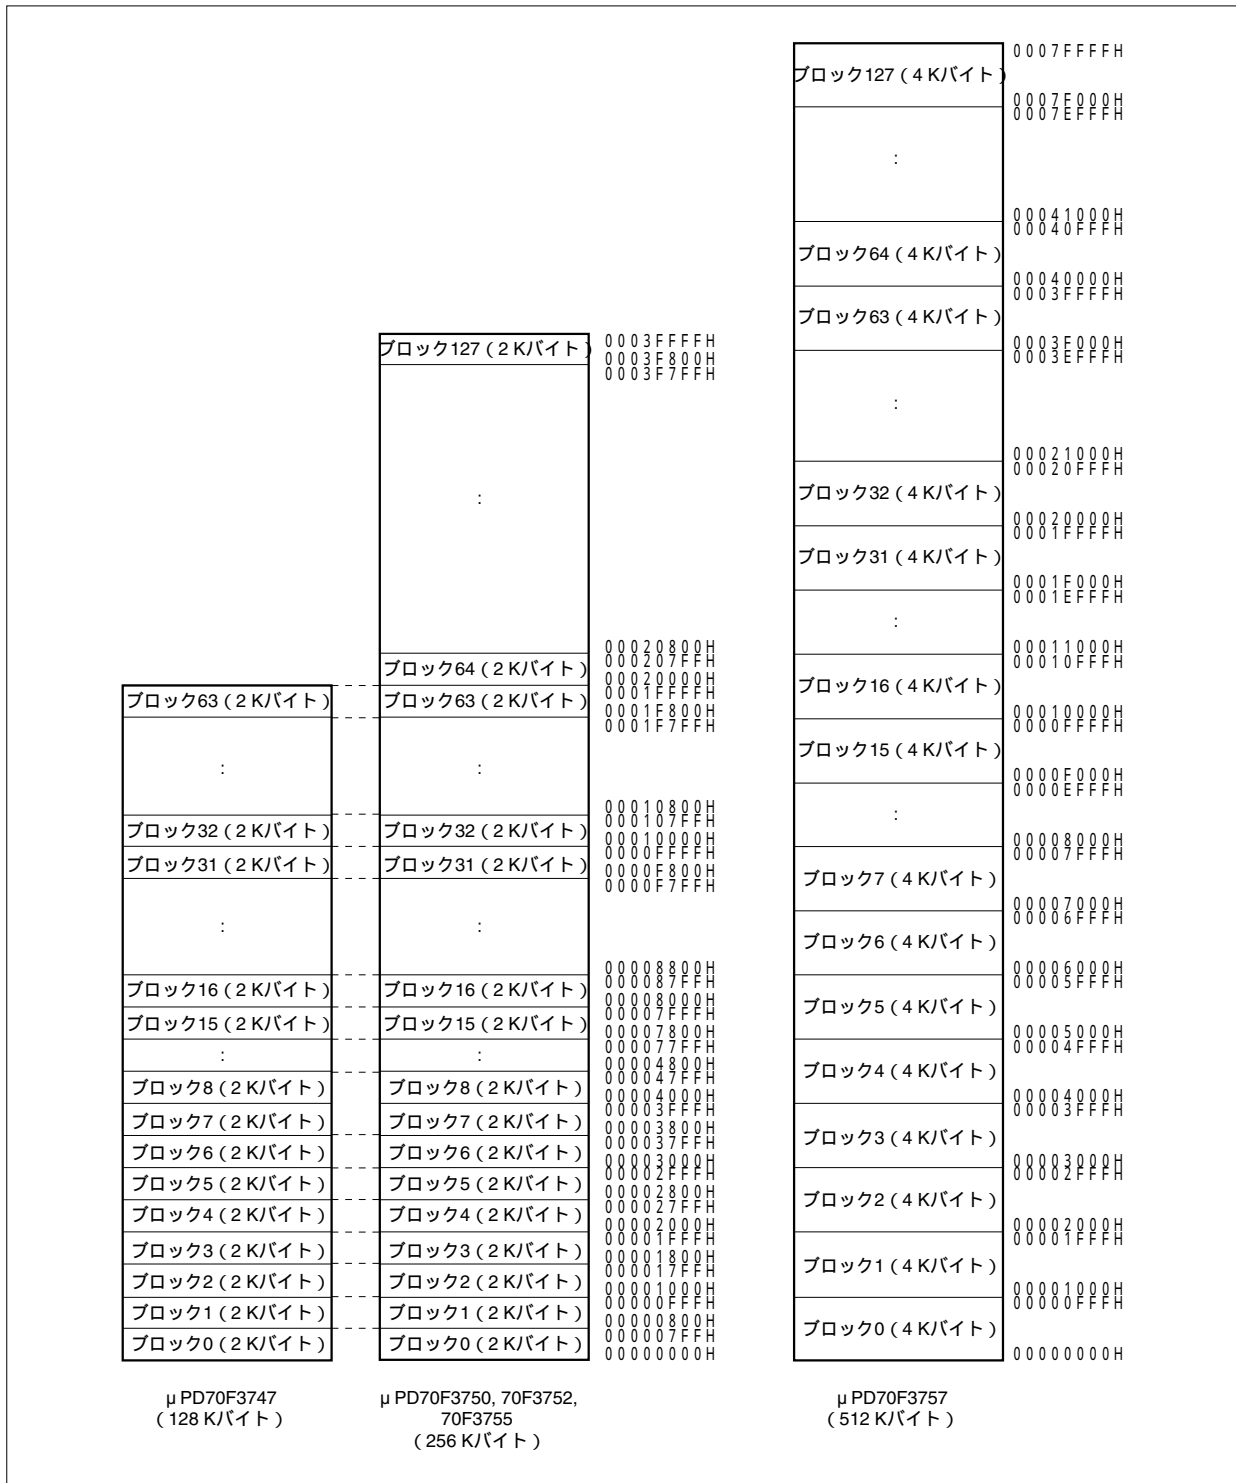 ブロック63 ( 2 Kバイト )
:
ブロック32 ( 2 Kバイト )
ブロック31 ( 2 Kバイト )
:
ブロック16 ( 2 Kバイト )
ブロック15 ( 2 Kバイト )
:
ブロック8 ( 2 Kバイト )
ブロック7 ( 2 Kバイト )
ブロック6 ( 2 Kバイト )
ブロック5 ( 2 Kバイト )
ブロック4 ( 2 Kバイト )
ブロック3 ( 2 Kバイト )
ブロック2 ( 2 Kバイト )
ブロック1 ( 2 Kバイト )
ブロック0 ( 2 Kバイト )
μ PD70F3747
( 128 Kバイト )
ブロック127 ( 2 Kバイト )
:
ブロック64 ( 2 Kバイト )
ブロック63 ( 2 Kバイト )
:
ブロック32 ( 2 Kバイト )
ブロック31 ( 2 Kバイト )
:
ブロック16 ( 2 Kバイト )
ブロック15 ( 2 Kバイト )
:
ブロック8 ( 2 Kバイト )
ブロック7 ( 2 Kバイト )
ブロック6 ( 2 Kバイト )
ブロック5 ( 2 Kバイト )
ブロック4 ( 2 Kバイト )
ブロック3 ( 2 Kバイト )
ブロック2 ( 2 Kバイト )
ブロック1 ( 2 Kバイト )
ブロック0 ( 2 Kバイト )
0003FFFFH
0003F800H
0003F7FFH
00020800H
000207FFH
00020000H
0001FFFFH
0001F800H
0001F7FFH
00010800H
000107FFH
00010000H
0000FFFFH
0000F800H
0000F7FFH
00008800H
000087FFH
00008000H
00007FFFH
00007800H
000077FFH
00004800H
000047FFH
00004000H
00003FFFH
00003800H
000037FFH
00003000H
00002FFFH
00002800H
000027FFH
00002000H
00001FFFH
00001800H
000017FFH
00001000H
00000FFFH
00000800H
000007FFH
00000000H
μ PD70F3750, 70F3752,
70F3755
( 256 Kバイト )
ブロック127 ( 4 Kバイト )
:
ブロック64 ( 4 Kバイト )
ブロック63 ( 4 Kバイト )
:
ブロック32 ( 4 Kバイト )
ブロック31 ( 4 Kバイト )
:
ブロック16 ( 4 Kバイト )
ブロック15 ( 4 Kバイト )
:
ブロック7 ( 4 Kバイト )
ブロック6 ( 4 Kバイト )
ブロック5 ( 4 Kバイト )
ブロック4 ( 4 Kバイト )
ブロック3 ( 4 Kバイト )
ブロック2 ( 4 Kバイト )
ブロック1 ( 4 Kバイト )
ブロック0 ( 4 Kバイト )
0007FFFFH
0007F000H
0007EFFFH
00041000H
00040FFFH
00040000H
0003FFFFH
0003F000H
0003EFFFH
00021000H
00020FFFH
00020000H
0001FFFFH
0001F000H
0001EFFFH
00011000H
00010FFFH
00010000H
0000FFFFH
0000F000H
0000EFFFH
00008000H
00007FFFH
00007000H
00006FFFH
00006000H
00005FFFH
00005000H
00004FFFH
00004000H
00003FFFH
00003000H
00002FFFH
00002000H
00001FFFH
00001000H
00000FFFH
00000000H
μ PD70F3757
( 512 Kバイト )